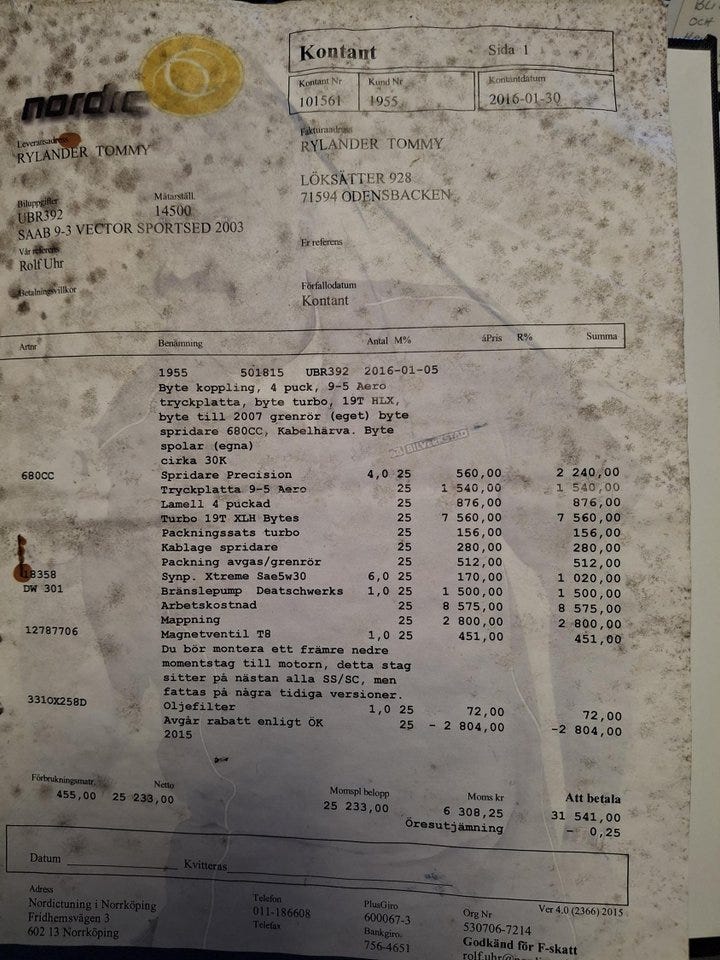 nordic
Kontant Sida 1
Kontant Nr Kund Nr Kontantdatum
101561 1955 2016-01-30
Leveransadress
RYLANDER TOMMY
Fakturaadress
RYLANDER TOMMY
LÖKSÄTTER 928
71594 ODENSBACKEN
Biluppgifter Mätarställ.
UBR392 14500
SAAB 9-3 VECTOR SPORTSED 2003
Vår referens
Rolf Uhr
Er referens
Betalningsvillkor
Förfallodatum
Kontant
Artnr Benämning Antal M% áPris R% Summa
1955 501815 UBR392 2016-01-05
Byte koppling, 4 puck, 9-5 Aero
tryckplatta, byte turbo, 19T HLX,
byte till 2007 grenrör (eget) byte
spridare 680CC, Kabelhärva. Byte
spolar (egna)
cirka 30K
680CC Spridare Precision 4,0 25 560,00 2 240,00
Tryckplatta 9-5 Aero 25 1 540,00 1 540,00
Lamell 4 puckad 25 876,00 876,00
Turbo 19T XLH Bytes 25 7 560,00 7 560,00
Packningssats turbo 25 156,00 156,00
Kablage spridare 25 280,00 280,00
Packning avgas/grenrör 25 512,00 512,00
18358 Synp. Xtreme Sae5w30 6,0 25 170,00 1 020,00
DW 301 Bränslepump Deatschwerks 1,0 25 1 500,00 1 500,00
Arbetskostnad 25 8 575,00 8 575,00
Mappning 25 2 800,00 2 800,00
12787706 Magnetventil T8 1,0 25 451,00 451,00
Du bör montera ett främre nedre
momentstag till motorn, detta stag
sitter på nästan alla SS/SC, men
fattas på några tidiga versioner.
331OX258D Oljefilter 1,0 25 72,00 72,00
Avgår rabatt enligt ÖK 25 - 2 804,00 -2 804,00
2015
Förbrukningsmatr. Netto Momspl belopp Moms kr Att betala
455,00 25 233,00 25 233,00 6 308,25 31 541,00
Öresutjämning - 0,25
Datum Kvitteras
Adress
Nordictuning i Norrköping
Fridhemsvägen 3
602 13 Norrköping
Telefon
011-186608
Telefax
PlusGiro
600067-3
Bankgiro
756-4651
Org Nr
530706-7214
Godkänd för F-skatt
Ver 4.0 (2366) 2015